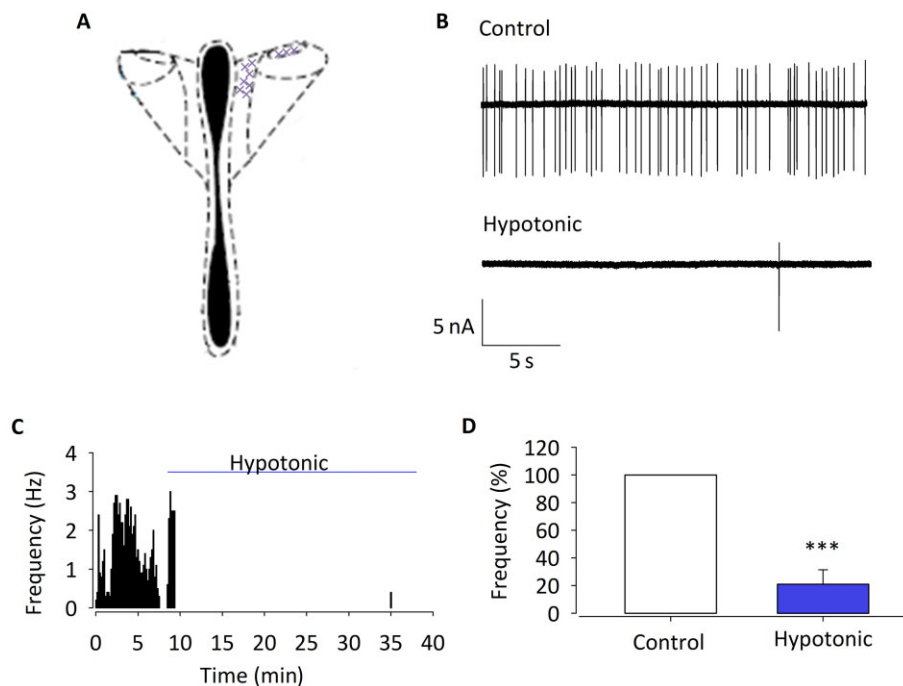 A
B
Control
Hypotonic
5 nA
5 s
C
Hypotonic
Frequency (Hz)
4
3
2
1
0
0 5 10 15 20 25 30 35 40
Time (min)
D
Frequency (%)
120
100
80
60
40
20
0
***
Control Hypotonic